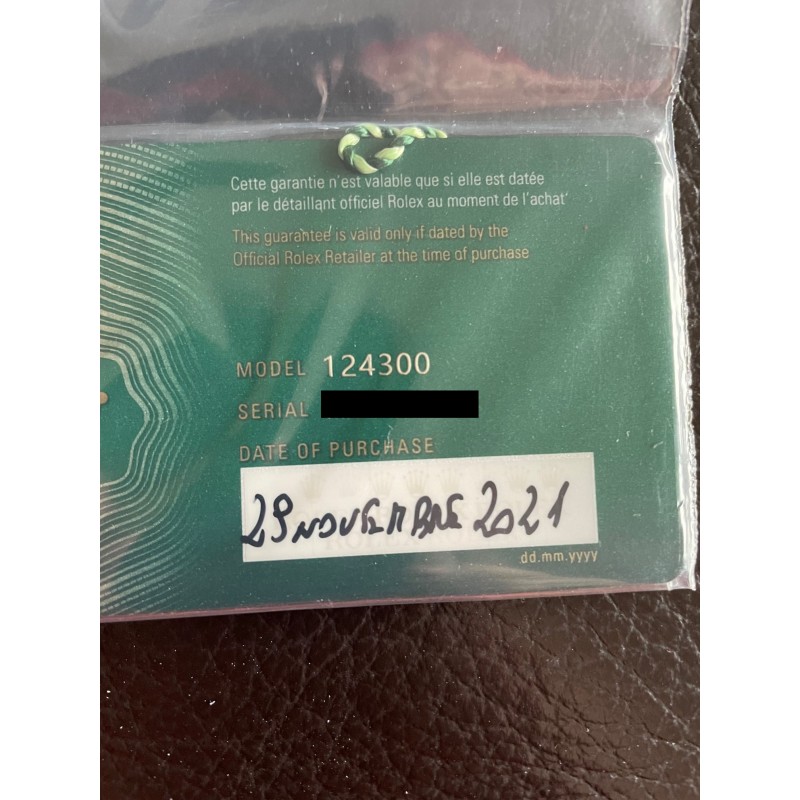 Cette garantie n'est valable que si elle est datée
par le détaillant officiel Rolex au moment de l'achat
This guarantee is valid only if dated by the
Official Rolex Retailer at the time of purchase
MODEL 124300
SERIAL
DATE OF PURCHASE
29 NOVEMBRE 2021
dd.mm.yyyy